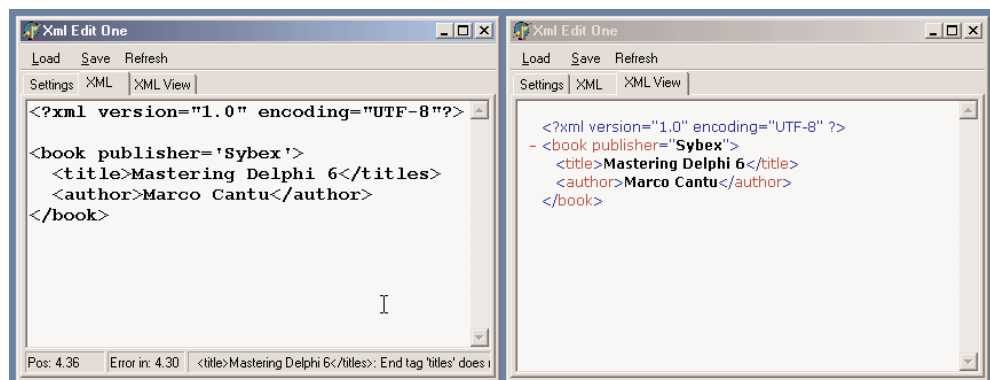 Xml Edit One
Load Save Refresh
Settings XML XML View
<?xml version="1.0" encoding="UTF-8"?>
<book publisher='Sybex'>
<title>Mastering Delphi 6</titles>
<author>Marco Cantu</author>
</book>
Pos: 4.36 Error in: 4.30 <title>Mastering Delphi 6</titles>: End tag 'titles' does
Xml Edit One
Load Save Refresh
Settings XML XML View
<?xml version="1.0" encoding="UTF-8" ?>
- <book publisher="Sybex">
<title>Mastering Delphi 6</title>
<author>Marco Cantu</author>
</book>